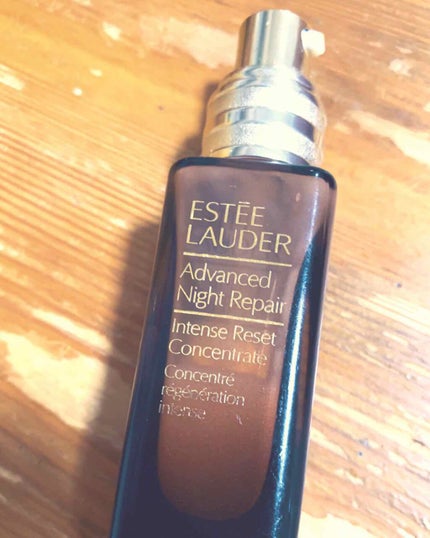 ESTĒE
LAUDER
Advanced
Night Repair
Intense Reset
Concentrate
Concentré
régénération
intense